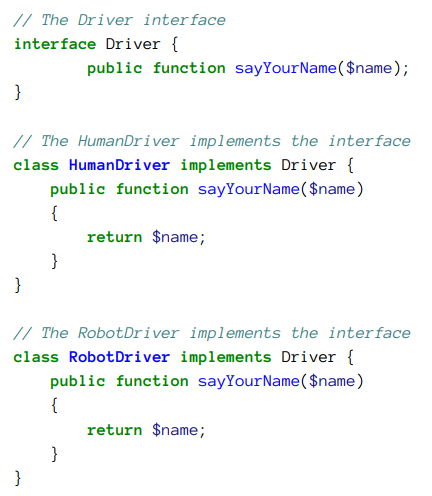 // The Driver interface
interface Driver {
        public function sayYourName($name);
}

// The HumanDriver implements the interface
class HumanDriver implements Driver {
    public function sayYourName($name)
    {
        return $name;
    }
}

// The RobotDriver implements the interface
class RobotDriver implements Driver {
    public function sayYourName($name)
    {
        return $name;
    }
}